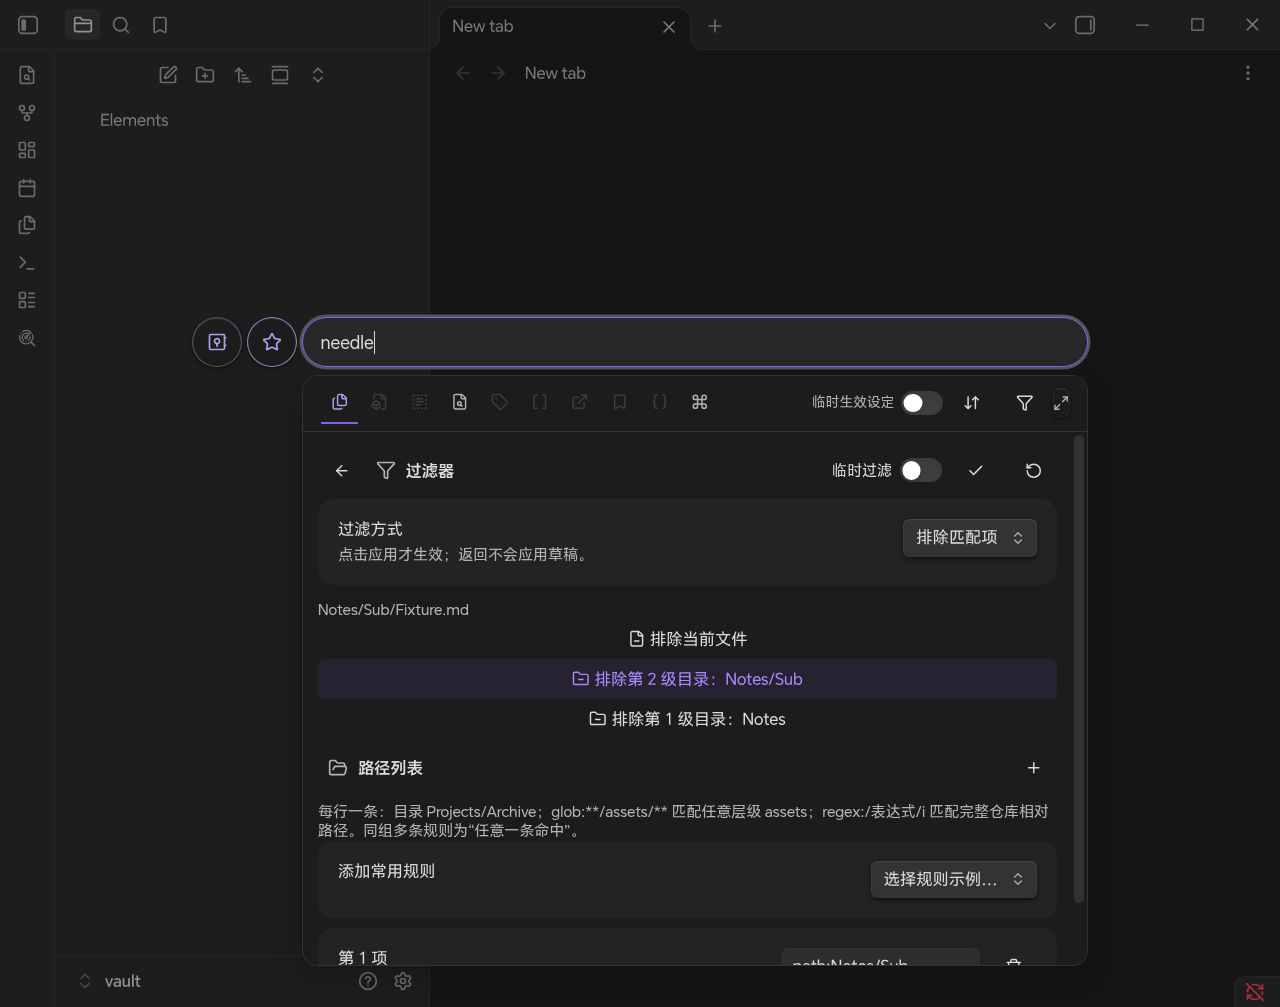 New tab
New tab
Elements
needle
临时生效设定
过滤器
临时过滤
过滤方式
点击应用才生效；返回不会应用草稿。
排除匹配项
Notes/Sub/Fixture.md
排除当前文件
排除第 2 级目录：Notes/Sub
排除第 1 级目录：Notes
路径列表
每行一条：目录 Projects/Archive；glob:**/assets/** 匹配任意层级 assets；regex:/表达式/i 匹配完整仓库相对
路径。同组多条规则为“任意一条命中”。
添加常用规则
选择规则示例…
第 1 项
path:Notes/Sub
vault